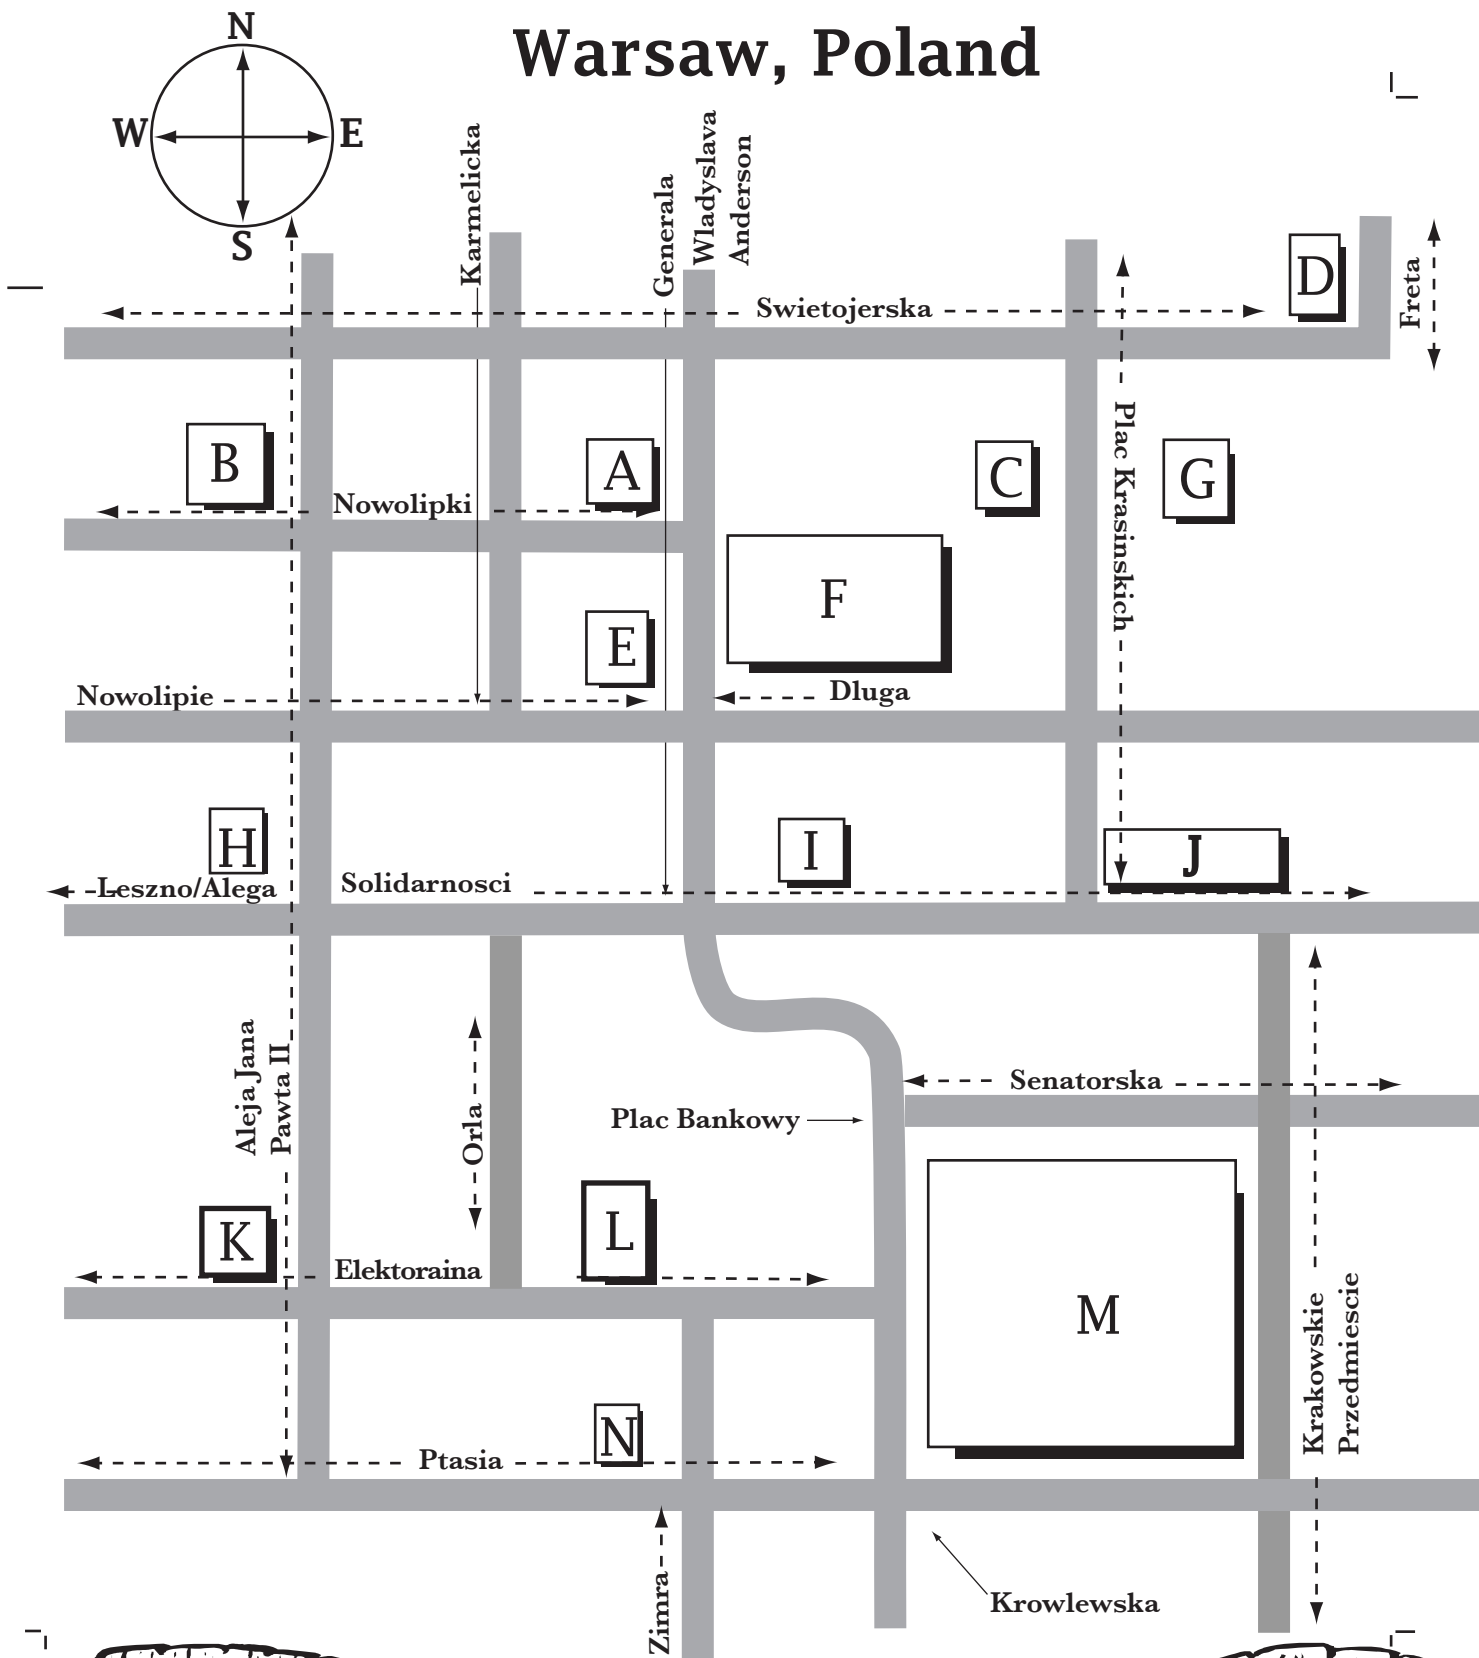 Warsaw, Poland
N
W
E
S
Karmelicka
Generala
Wladyslava
Anderson
Swietojerska
D
Freta
B
Nowolipki
A
C
Plac Krasinskich
G
F
E
Nowolipie
Dluga
H
I
J
Leszno/Alega
Solidarnosci
Aleja Jana
Pawta II
Orla
Senatorska
Plac Bankowy
K
L
Elektoraina
M
Krakowskie
Przedmiescie
N
Ptasia
Zimra
Krowlewska